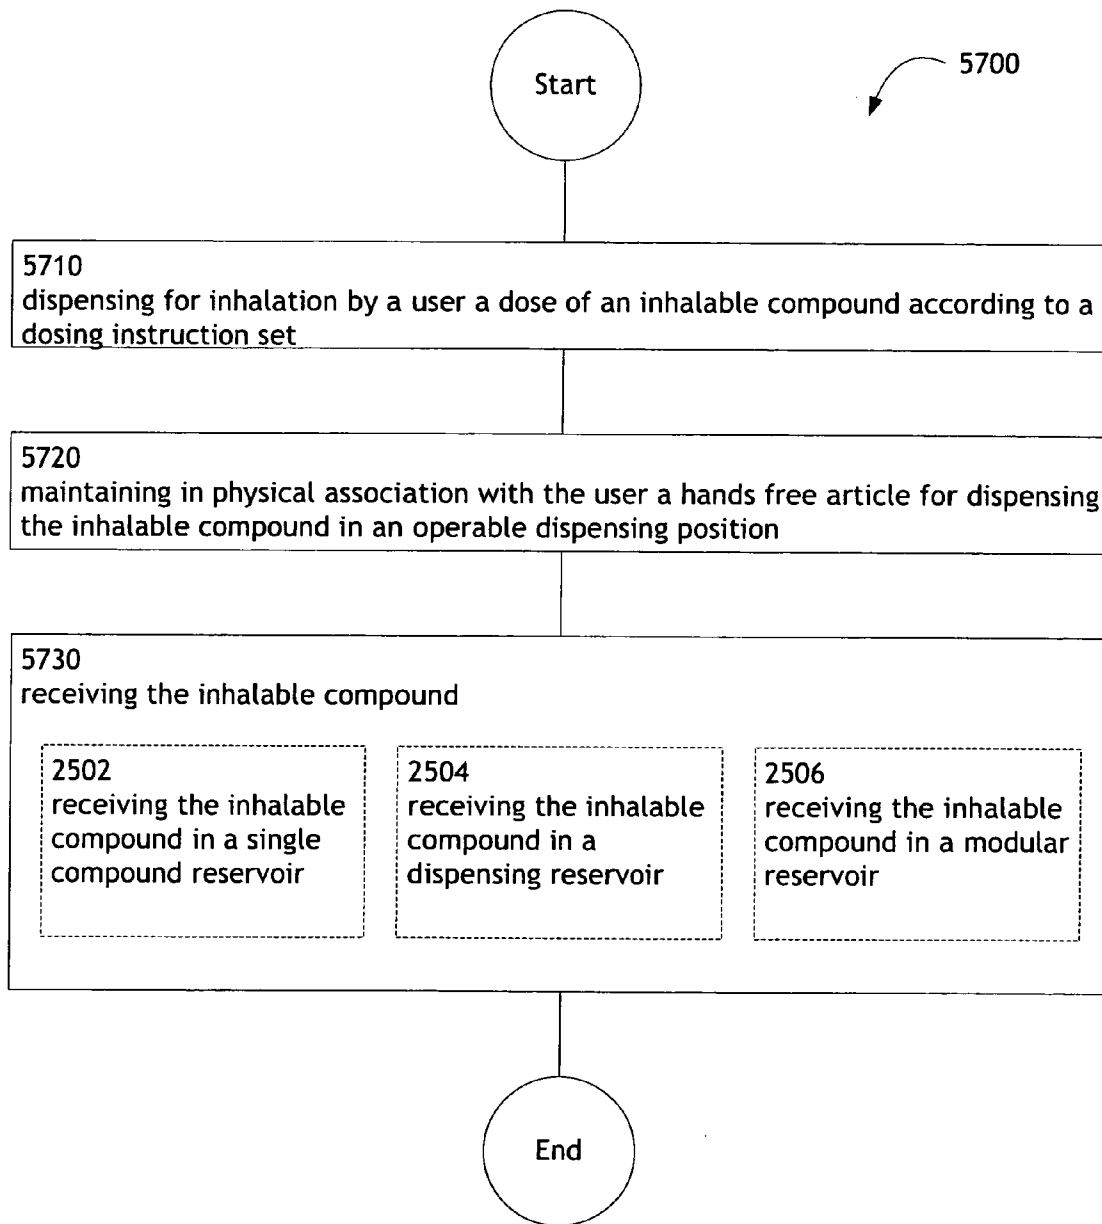 Start
5700
5710
dispensing for inhalation by a user a dose of an inhalable compound according to a
dosing instruction set
5720
maintaining in physical association with the user a hands free article for dispensing
the inhalable compound in an operable dispensing position
5730
receiving the inhalable compound
2502
receiving the inhalable
compound in a single
compound reservoir
2504
receiving the inhalable
compound in a
dispensing reservoir
2506
receiving the inhalable
compound in a modular
reservoir
End